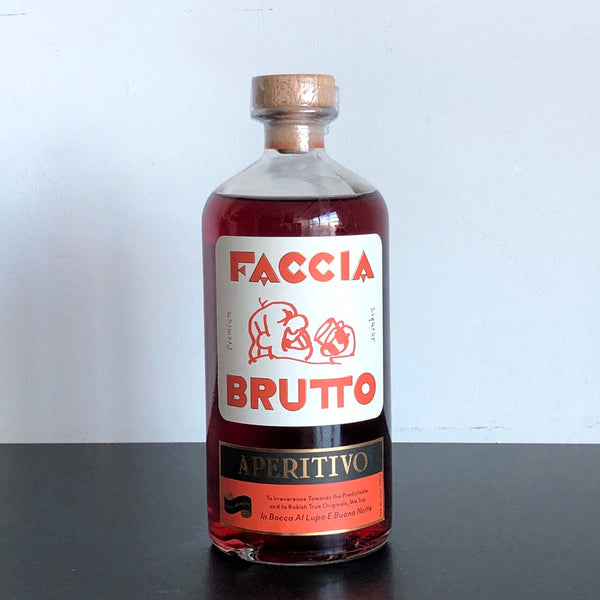 FACCIA
Premium
Liqueur
BRUTTO
APERITIVO
To Irreverence Towards the Predictable
and to Rakish True Originals, We Say
In Bocca Al Lupo E Buona Notte